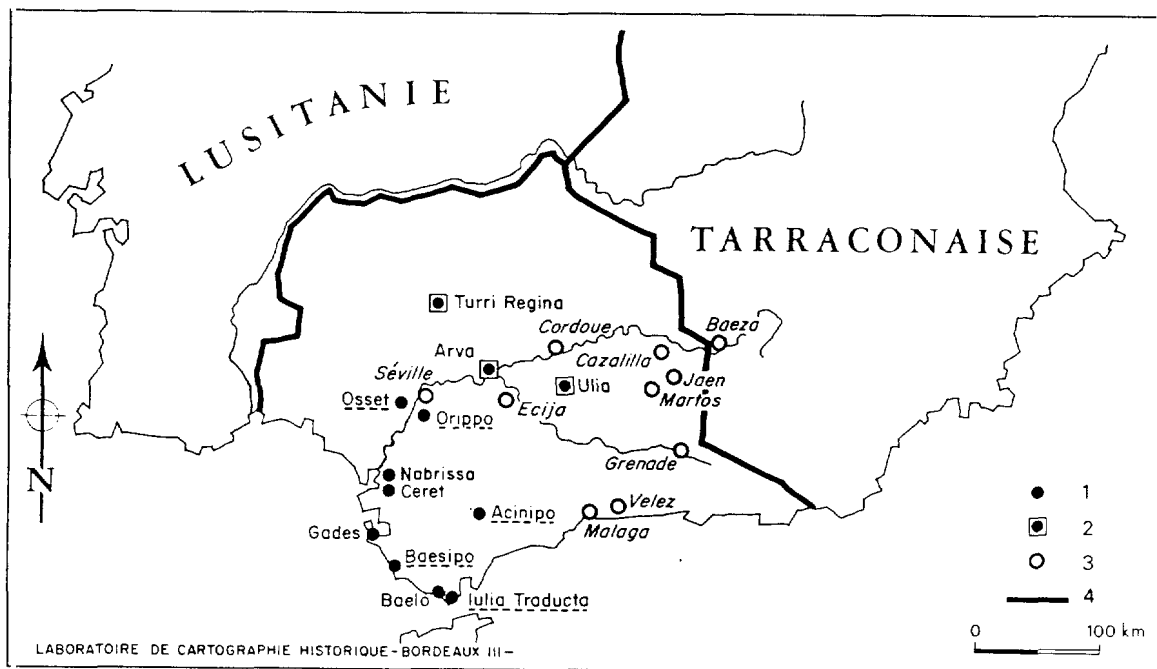 LUSITANIE
TARRACONAISE
Turri Regina
Cordoue
Baeza
Arva
Cazalilla
Séville
Ulia
Jaen
Martos
Osset
Ecija
Orippo
Grenade
Nabrissa
Ceret
Velez
Acinipo
Malaga
Gades
Baesipo
Baelo
Iulia Traducta
N
1
2
3
4
0 100 km
LABORATOIRE DE CARTOGRAPHIE HISTORIQUE-BORDEAUX III-